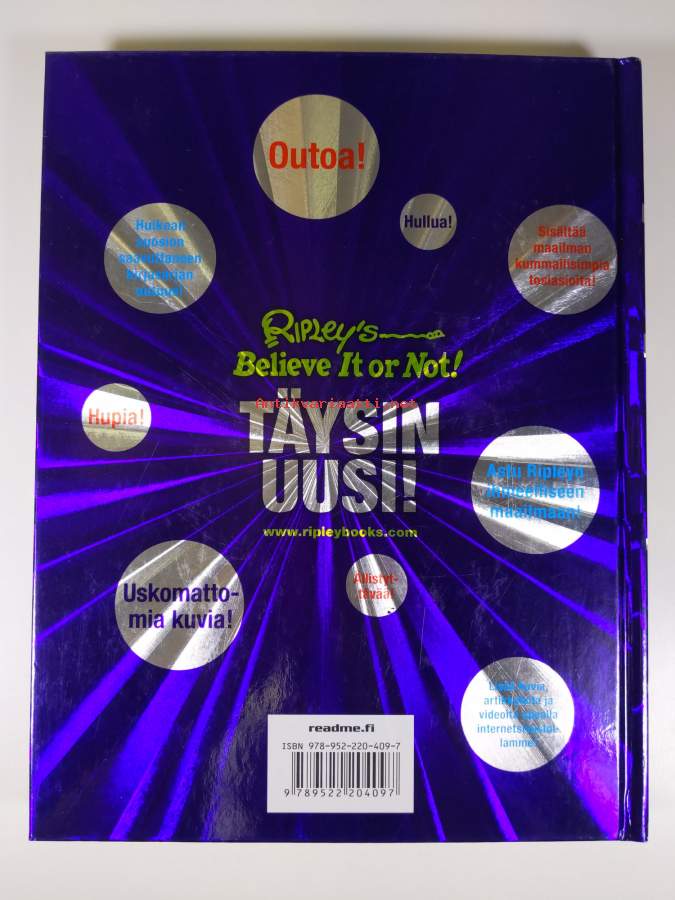 Outoa!
Hullua!
Huikean
suosion
saavuttaneen
kirjasarjan
uutuus!
Sisältää
maailman
kummallisimpia
tosiasioita!
RIPLEY'S
Believe It or Not!
Antikvariaatti.net
TÄYSIN
UUSI!
www.ripleybooks.com
Hupia!
Astu Ripleyn
ihmeelliseen
maailmaan!
Uskomatto-
mia kuvia!
Ällistyt-
tävää!
Lisää kuvia,
artikkeleita ja
videoita
internetsivustol-
lamme!
readme.fi
ISBN 978-952-220-409-7
9 789522 204097